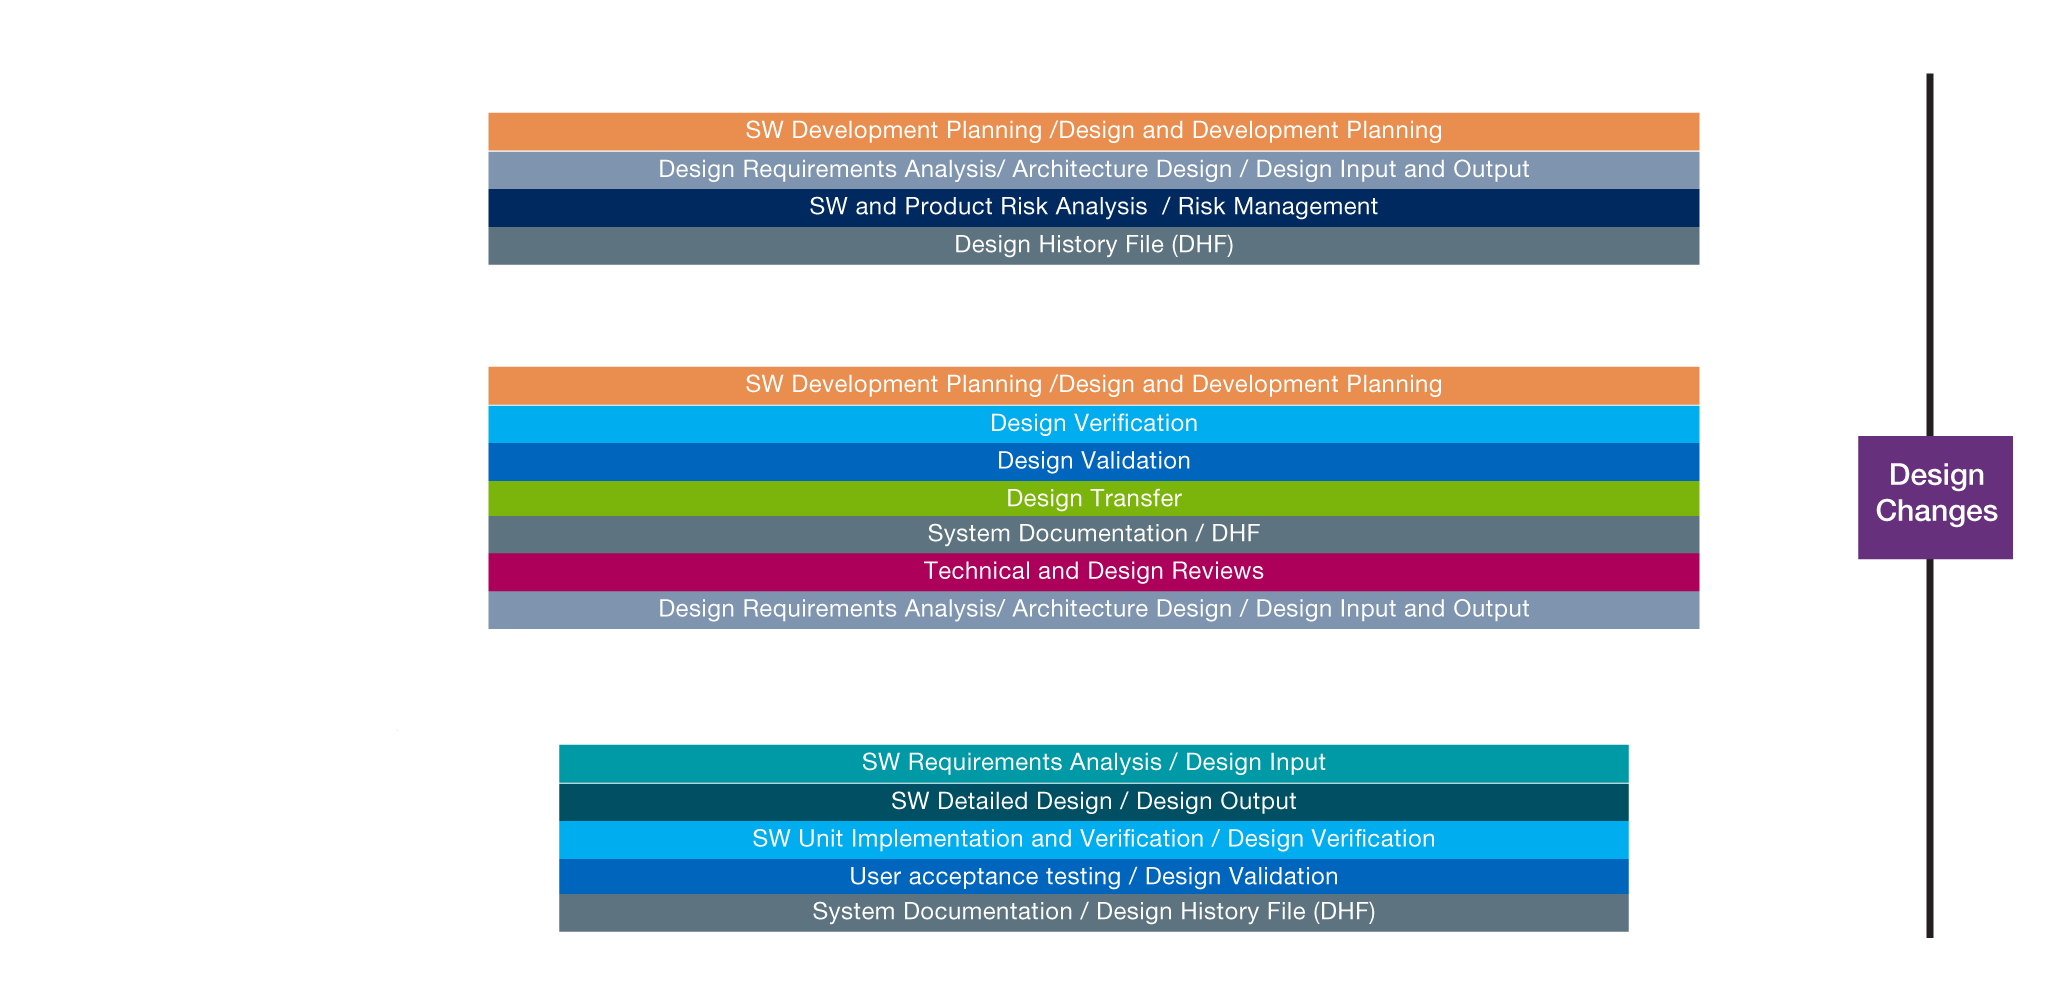 SW Development Planning /Design and Development Planning
Design Requirements Analysis/ Architecture Design / Design Input and Output
SW and Product Risk Analysis  / Risk Management
Design History File (DHF)
SW Development Planning /Design and Development Planning
Design Verification
Design Validation
Design Transfer
System Documentation / DHF
Technical and Design Reviews
Design Requirements Analysis/ Architecture Design / Design Input and Output
Design
Changes
SW Requirements Analysis / Design Input
SW Detailed Design / Design Output
SW Unit Implementation and Verification / Design Verification
User acceptance testing / Design Validation
System Documentation / Design History File (DHF)